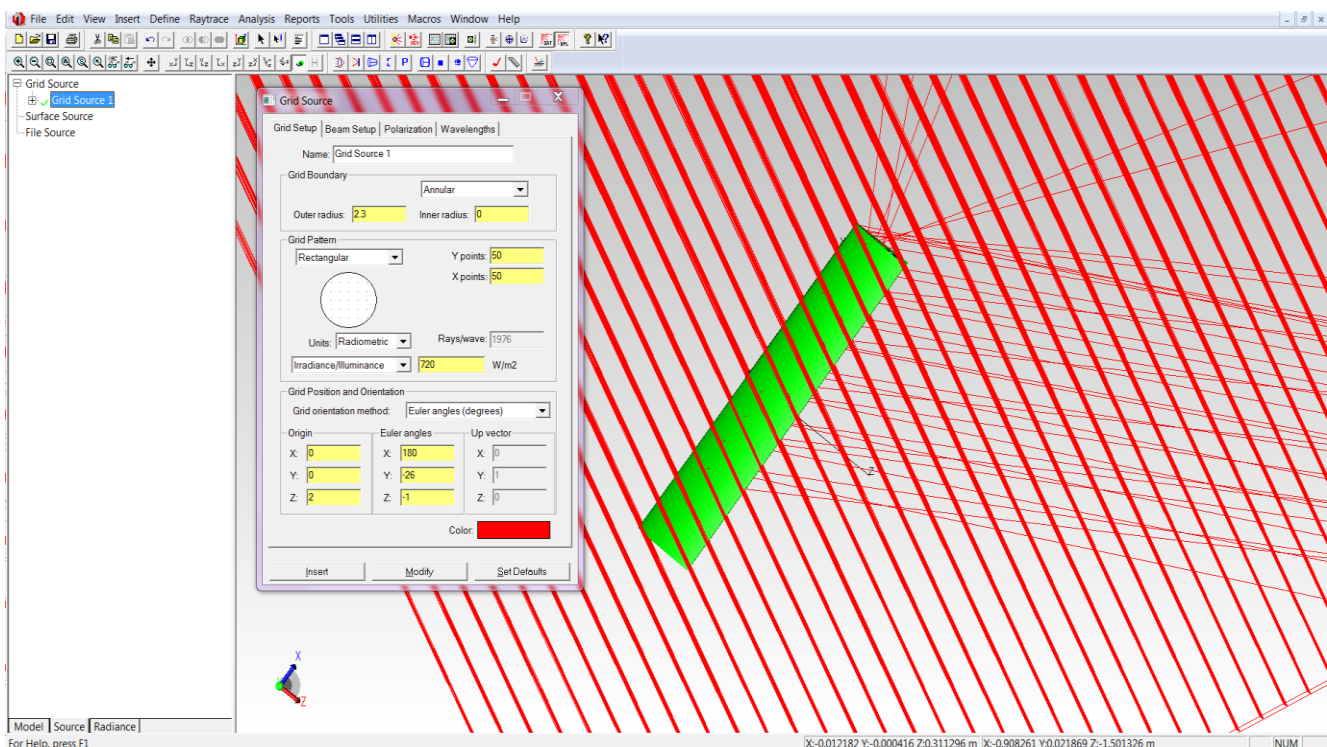 File Edit View Insert Define Raytrace Analysis Reports Tools Utilities Macros Window Help
Grid Source
Grid Source 1
Surface Source
File Source
Grid Source
Grid Setup Beam Setup Polarization Wavelengths
Name: Grid Source 1
Grid Boundary
Annular
Outer radius: 2.3 Inner radius: 0
Grid Pattern
Rectangular Y points: 50
X points: 50
Units: Radiometric Rays/wave: 1976
Irradiance/Illuminance 720 W/m2
Grid Position and Orientation
Grid orientation method: Euler angles (degrees)
Origin Euler angles Up vector
X: 0 X: 180 X: 0
Y: 0 Y: -26 Y: 1
Z: 2 Z: -1 Z: 0
Color:
Insert Modify Set Defaults
Z
X
Z
Model Source Radiance
For Help, press F1
X:-0.012182 Y:-0.000416 Z:0.311296 m X:-0.908261 Y:0.021869 Z:-1.501326 m NUM